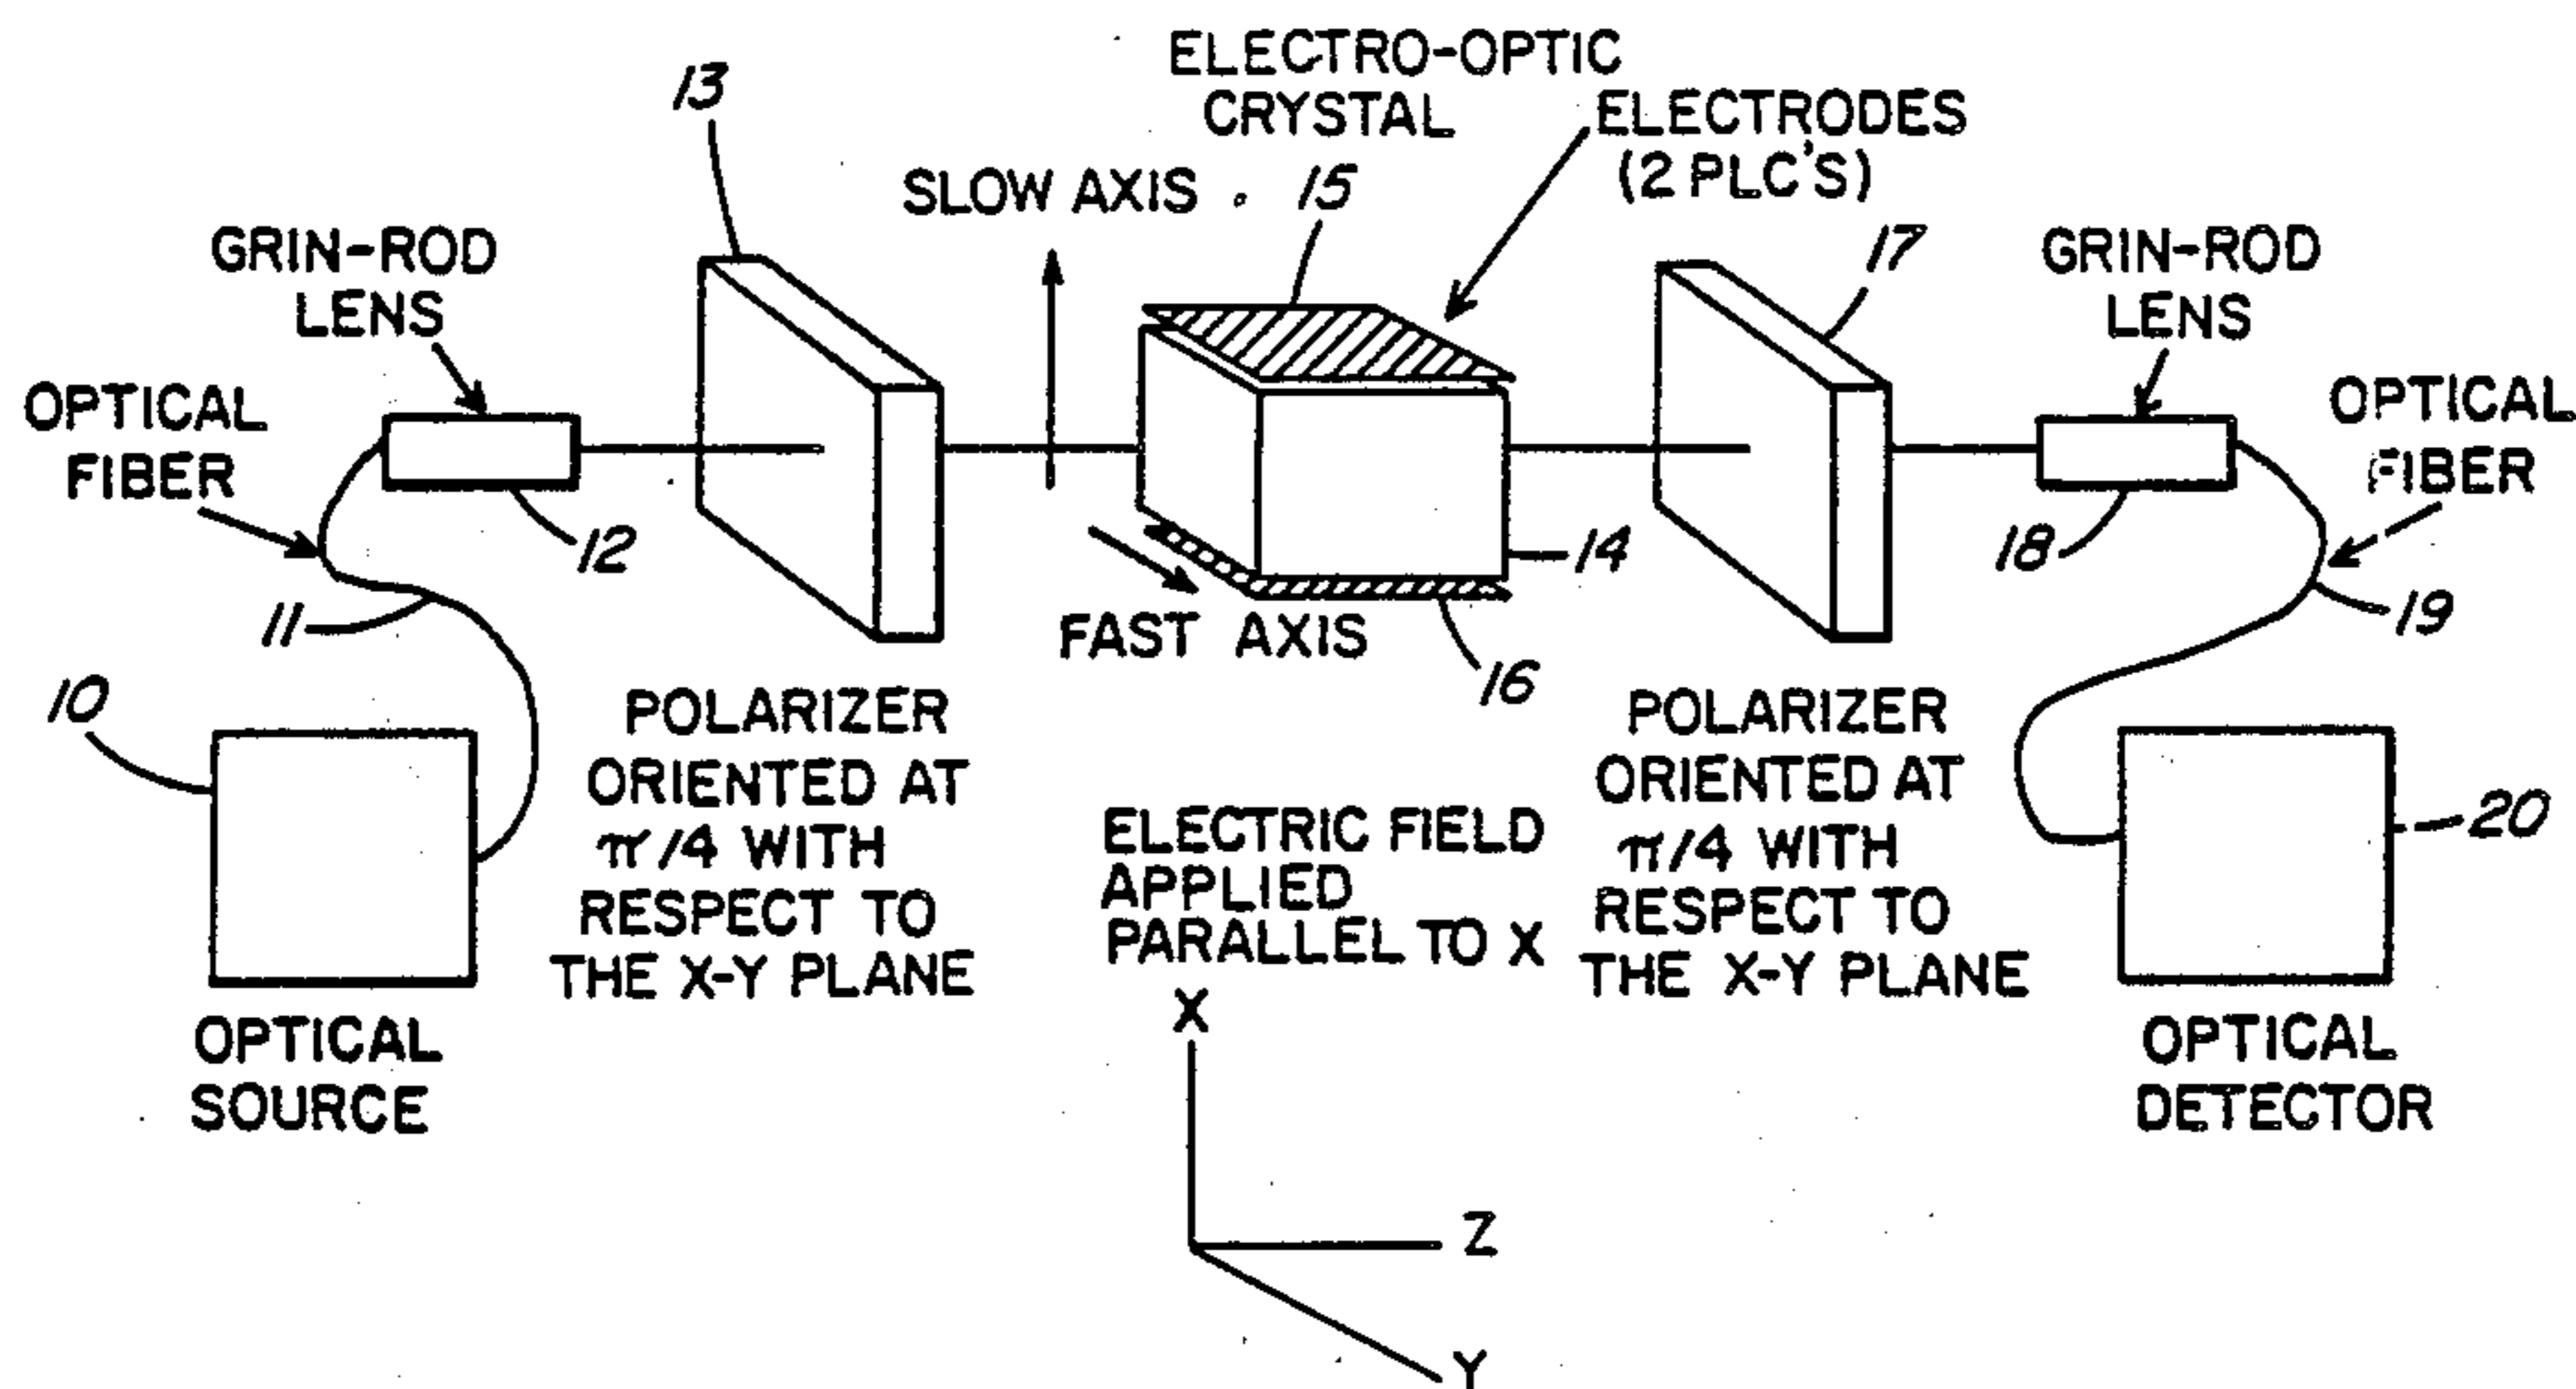 ELECTRO-OPTIC
CRYSTAL
ELECTRODES
(2 PLC'S)
13
SLOW AXIS
15
17
GRIN-ROD
LENS
GRIN-ROD
LENS
OPTICAL
FIBER
OPTICAL
FIBER
12
14
18
11
FAST AXIS
16
19
10
POLARIZER
ORIENTED AT
π/4 WITH
RESPECT TO
THE X-Y PLANE
ELECTRIC FIELD
APPLIED
PARALLEL TO X
POLARIZER
ORIENTED AT
π/4 WITH
RESPECT TO
THE X-Y PLANE
20
OPTICAL
SOURCE
OPTICAL
DETECTOR
X
Z
Y